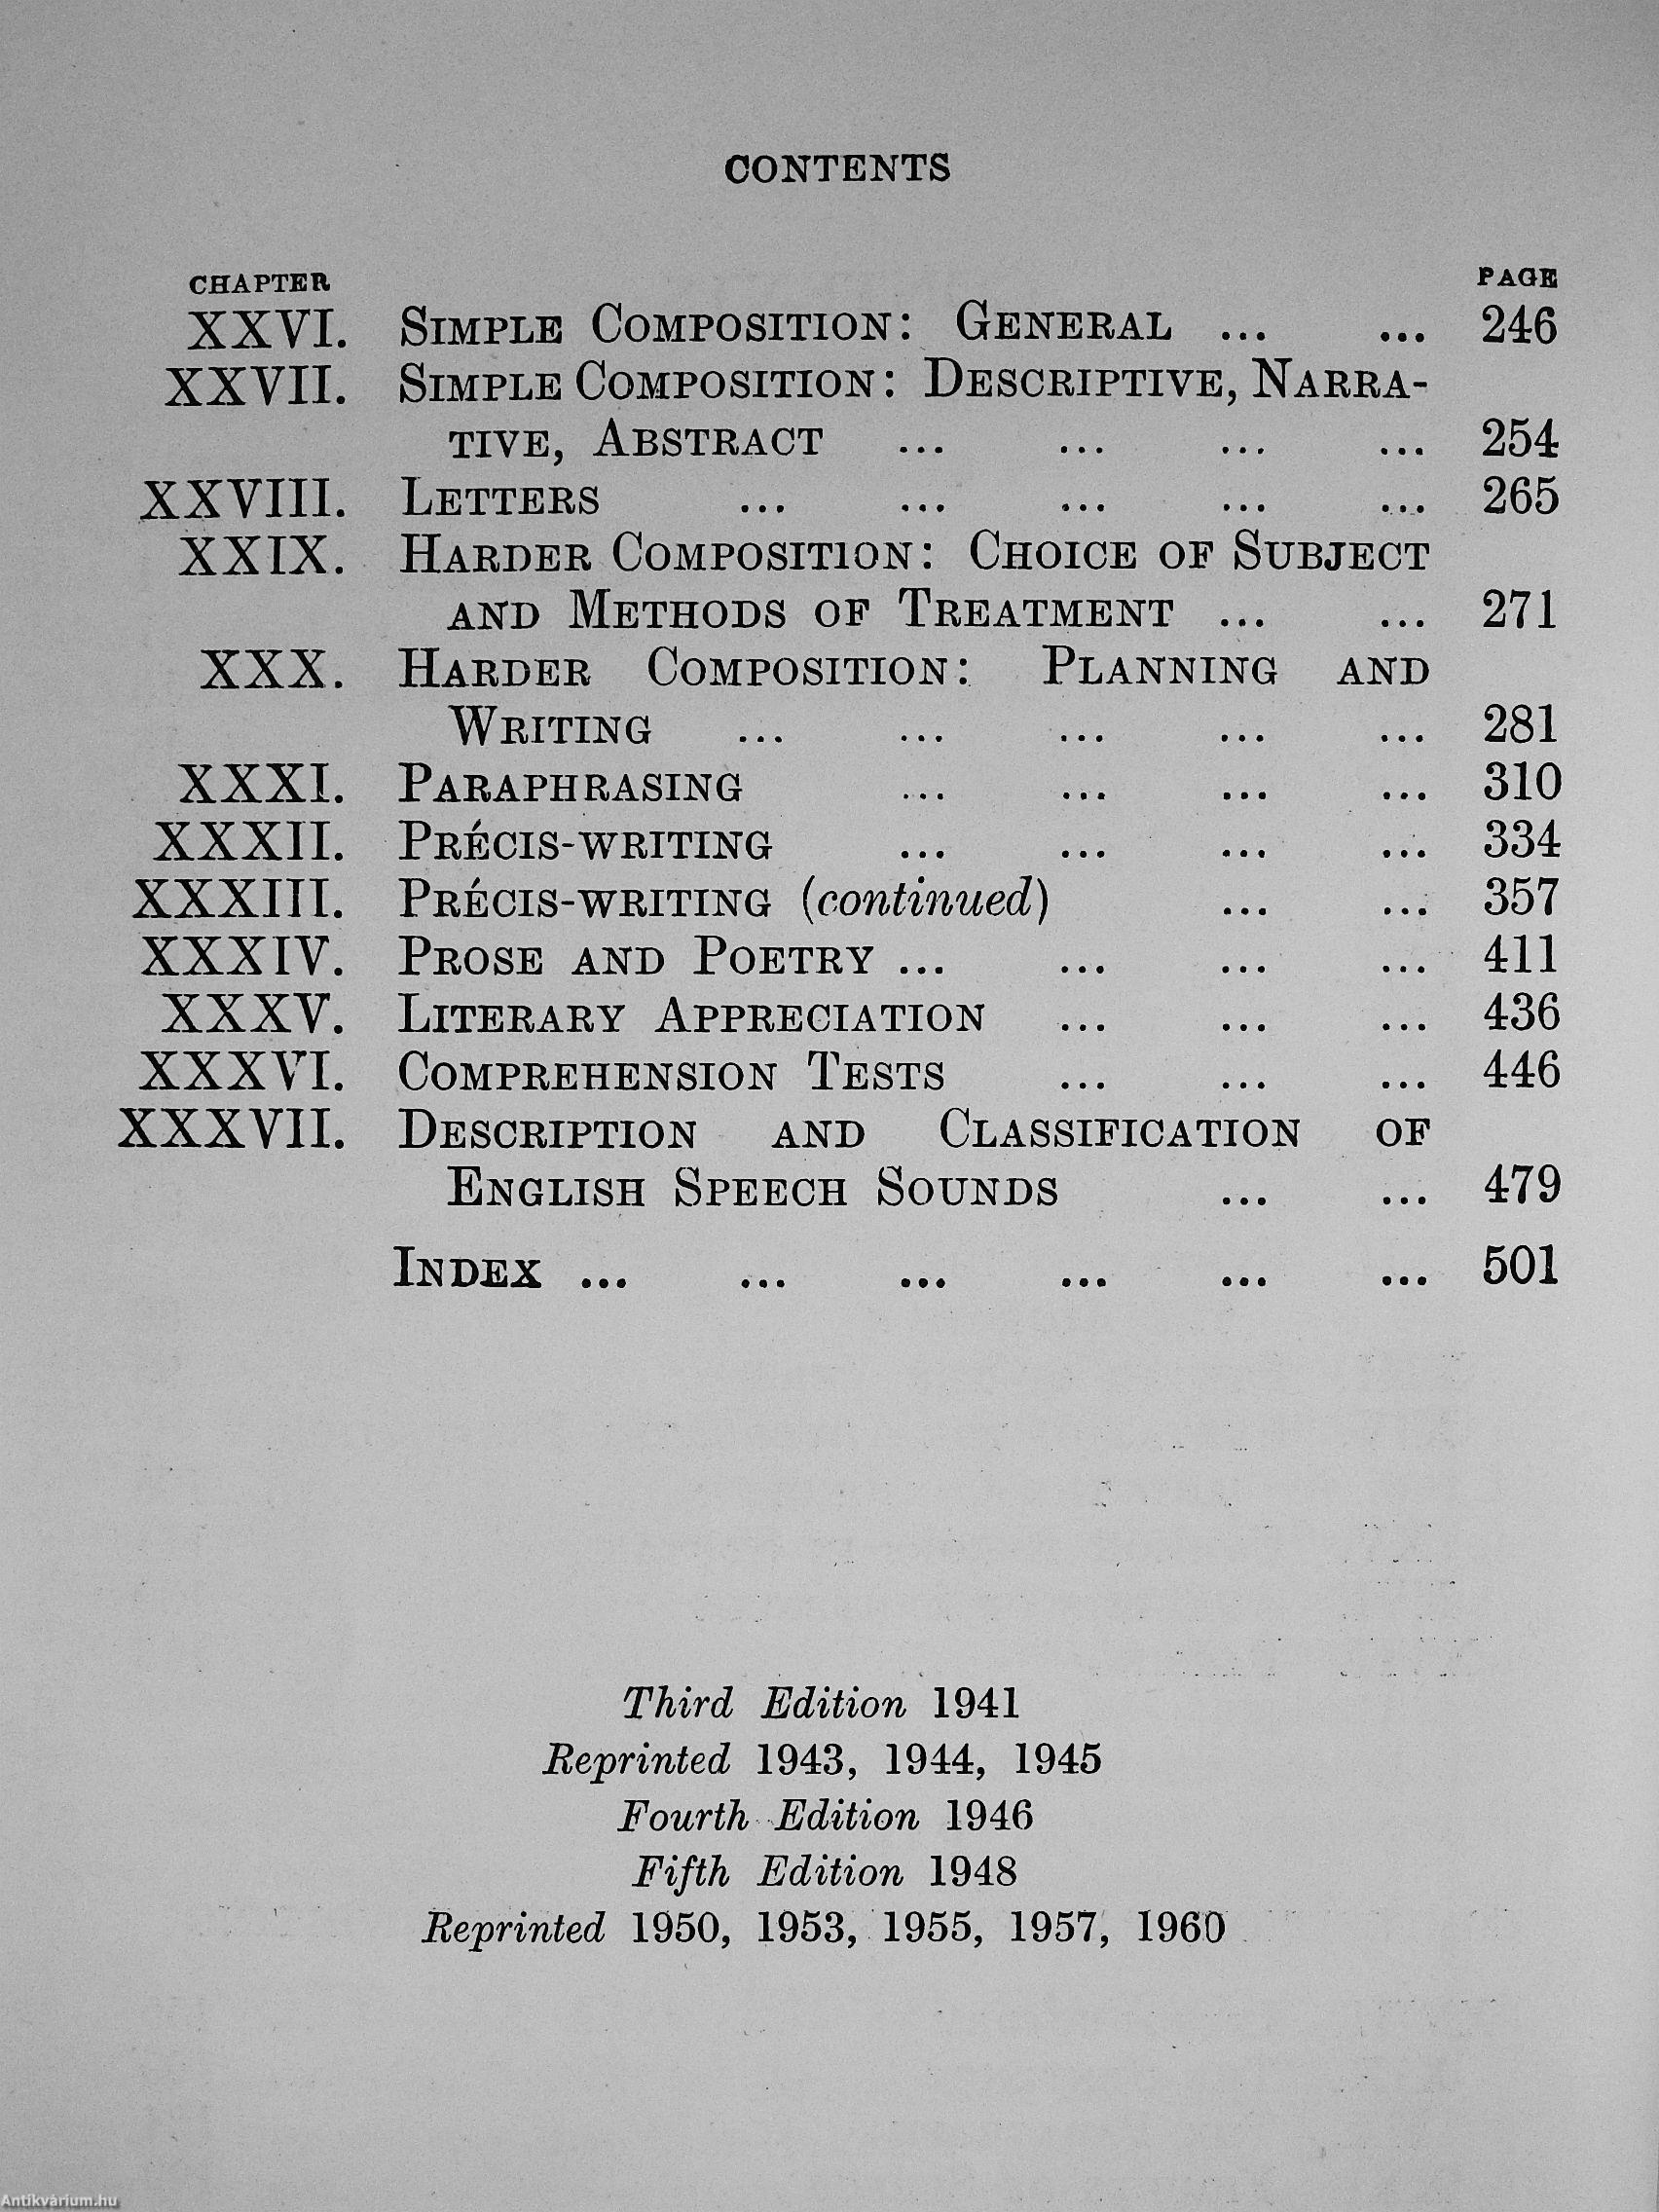 CONTENTS
CHAPTER PAGE
XXVI. SIMPLE COMPOSITION: GENERAL ... ... 246
XXVII. SIMPLE COMPOSITION: DESCRIPTIVE, NARRA-
TIVE, ABSTRACT ... ... ... ... 254
XXVIII. LETTERS ... ... ... ... ... 265
XXIX. HARDER COMPOSITION: CHOICE OF SUBJECT
AND METHODS OF TREATMENT ... ... 271
XXX. HARDER COMPOSITION: PLANNING AND
WRITING ... ... ... ... ... 281
XXXI. PARAPHRASING ... ... ... ... 310
XXXII. PRÉCIS-WRITING ... ... ... ... 334
XXXIII. PRÉCIS-WRITING (continued) ... ... 357
XXXIV. PROSE AND POETRY ... ... ... ... 411
XXXV. LITERARY APPRECIATION ... ... ... 436
XXXVI. COMPREHENSION TESTS ... ... ... 446
XXXVII. DESCRIPTION AND CLASSIFICATION OF
ENGLISH SPEECH SOUNDS ... ... 479
INDEX ... ... ... ... ... ... 501
Third Edition 1941
Reprinted 1943, 1944, 1945
Fourth Edition 1946
Fifth Edition 1948
Reprinted 1950, 1953, 1955, 1957, 1960
Antikvárium.hu